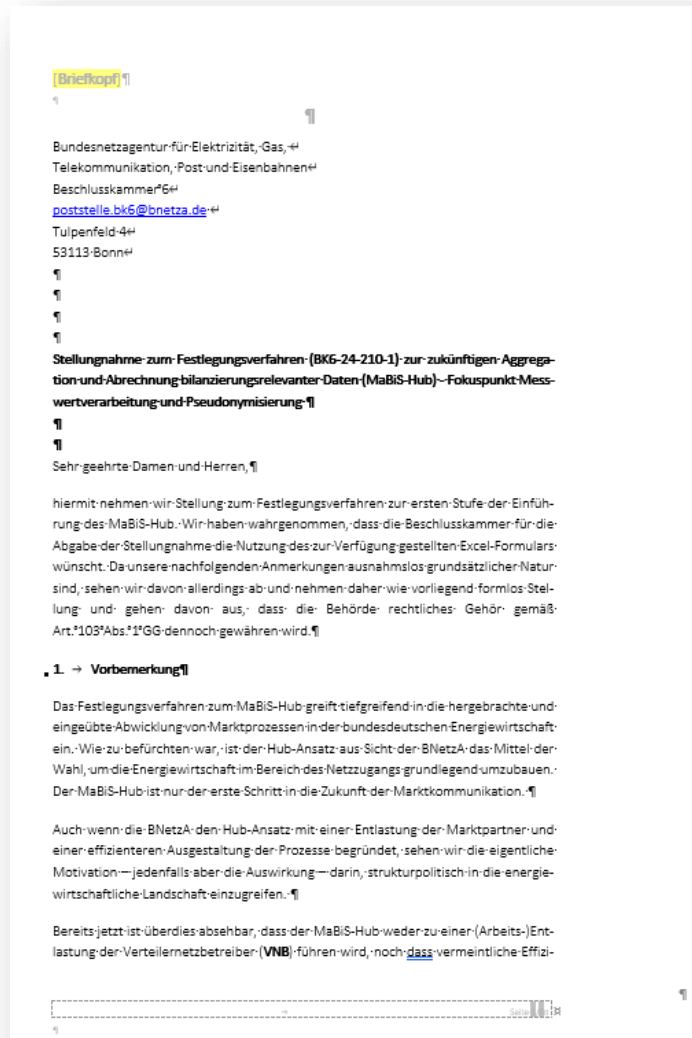 [Briefkopf]
Bundesnetzagentur für Elektrizität, Gas,
Telekommunikation, Post und Eisenbahnen
Beschlusskammer 6
poststelle.bk6@bnetza.de
Tulpenfeld 4
53113 Bonn
Stellungnahme zum Festlegungsverfahren (BK6-24-210-1) zur zukünftigen Aggrega-
tion und Abrechnung bilanzierungsrelevanter Daten (MaBiS-Hub) – Fokuspunkt Mess-
wertverarbeitung und Pseudonymisierung
Sehr geehrte Damen und Herren,
hiermit nehmen wir Stellung zum Festlegungsverfahren zur ersten Stufe der Einfüh-
rung des MaBiS-Hub. Wir haben wahrgenommen, dass die Beschlusskammer für die
Abgabe der Stellungnahme die Nutzung des zur Verfügung gestellten Excel-Formulars
wünscht. Da unsere nachfolgenden Anmerkungen ausnahmslos grundsätzlicher Natur
sind, sehen wir davon allerdings ab und nehmen daher wie vorliegend formlos Stel-
lung und gehen davon aus, dass die Behörde rechtliches Gehör gemäß
Art. 103 Abs. 1 GG dennoch gewähren wird.
1. Vorbemerkung
Das Festlegungsverfahren zum MaBiS-Hub greift tiefgreifend in die hergebrachte und
eingeübte Abwicklung von Marktprozessen in der bundesdeutschen Energiewirtschaft
ein. Wie zu befürchten war, ist der Hub-Ansatz aus Sicht der BNetzA das Mittel der
Wahl, um die Energiewirtschaft im Bereich des Netzzugangs grundlegend umzubauen.
Der MaBiS-Hub ist nur der erste Schritt in die Zukunft der Marktkommunikation.
Auch wenn die BNetzA den Hub-Ansatz mit einer Entlastung der Marktpartner und
einer effizienteren Ausgestaltung der Prozesse begründet, sehen wir die eigentliche
Motivation — jedenfalls aber die Auswirkung — darin, strukturpolitisch in die energie-
wirtschaftliche Landschaft einzugreifen.
Bereits jetzt ist überdies absehbar, dass der MaBiS-Hub weder zu einer (Arbeits-)Ent-
lastung der Verteilernetzbetreiber (VNB) führen wird, noch dass vermeintliche Effizi-
Seite